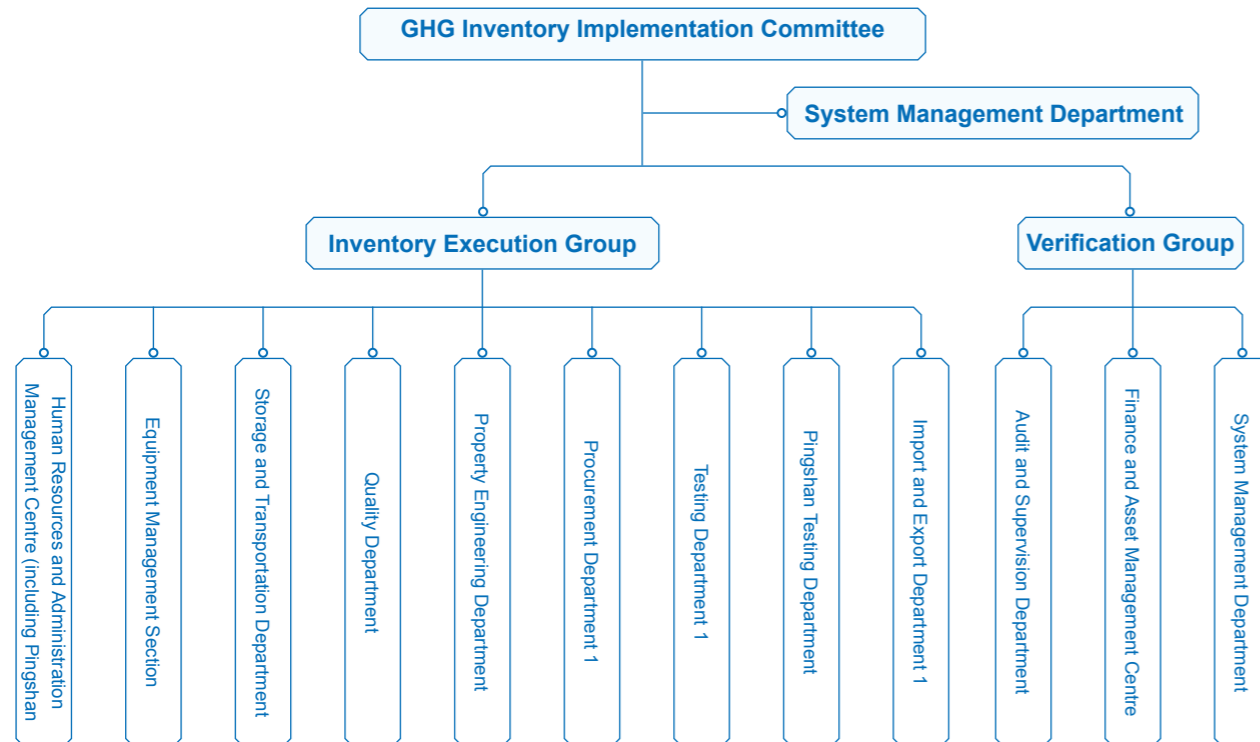 GHG Inventory Implementation Committee
System Management Department
Inventory Execution Group
Verification Group
Human Resources and Administration
Management Centre (including Pingshan
Equipment Management Section
Storage and Transportation Department
Quality Department
Property Engineering Department
Procurement Department 1
Testing Department 1
Pingshan Testing Department
Import and Export Department 1
Audit and Supervision Department
Finance and Asset Management Centre
System Management Department